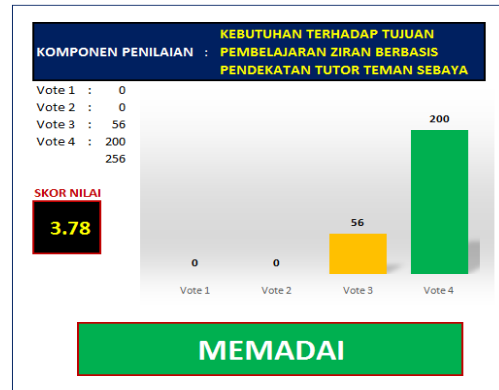 KOMPONEN PENILAIAN : KEBUTUHAN TERHADAP TUJUAN
PEMBELAJARAN ZIRAN BERBASIS
PENDEKATAN TUTOR TEMAN SEBAYA
Vote 1 : 0
Vote 2 : 0
Vote 3 : 56
Vote 4 : 200
256
SKOR NILAI
3.78
200
56
0 0
Vote 1 Vote 2 Vote 3 Vote 4
MEMADAI